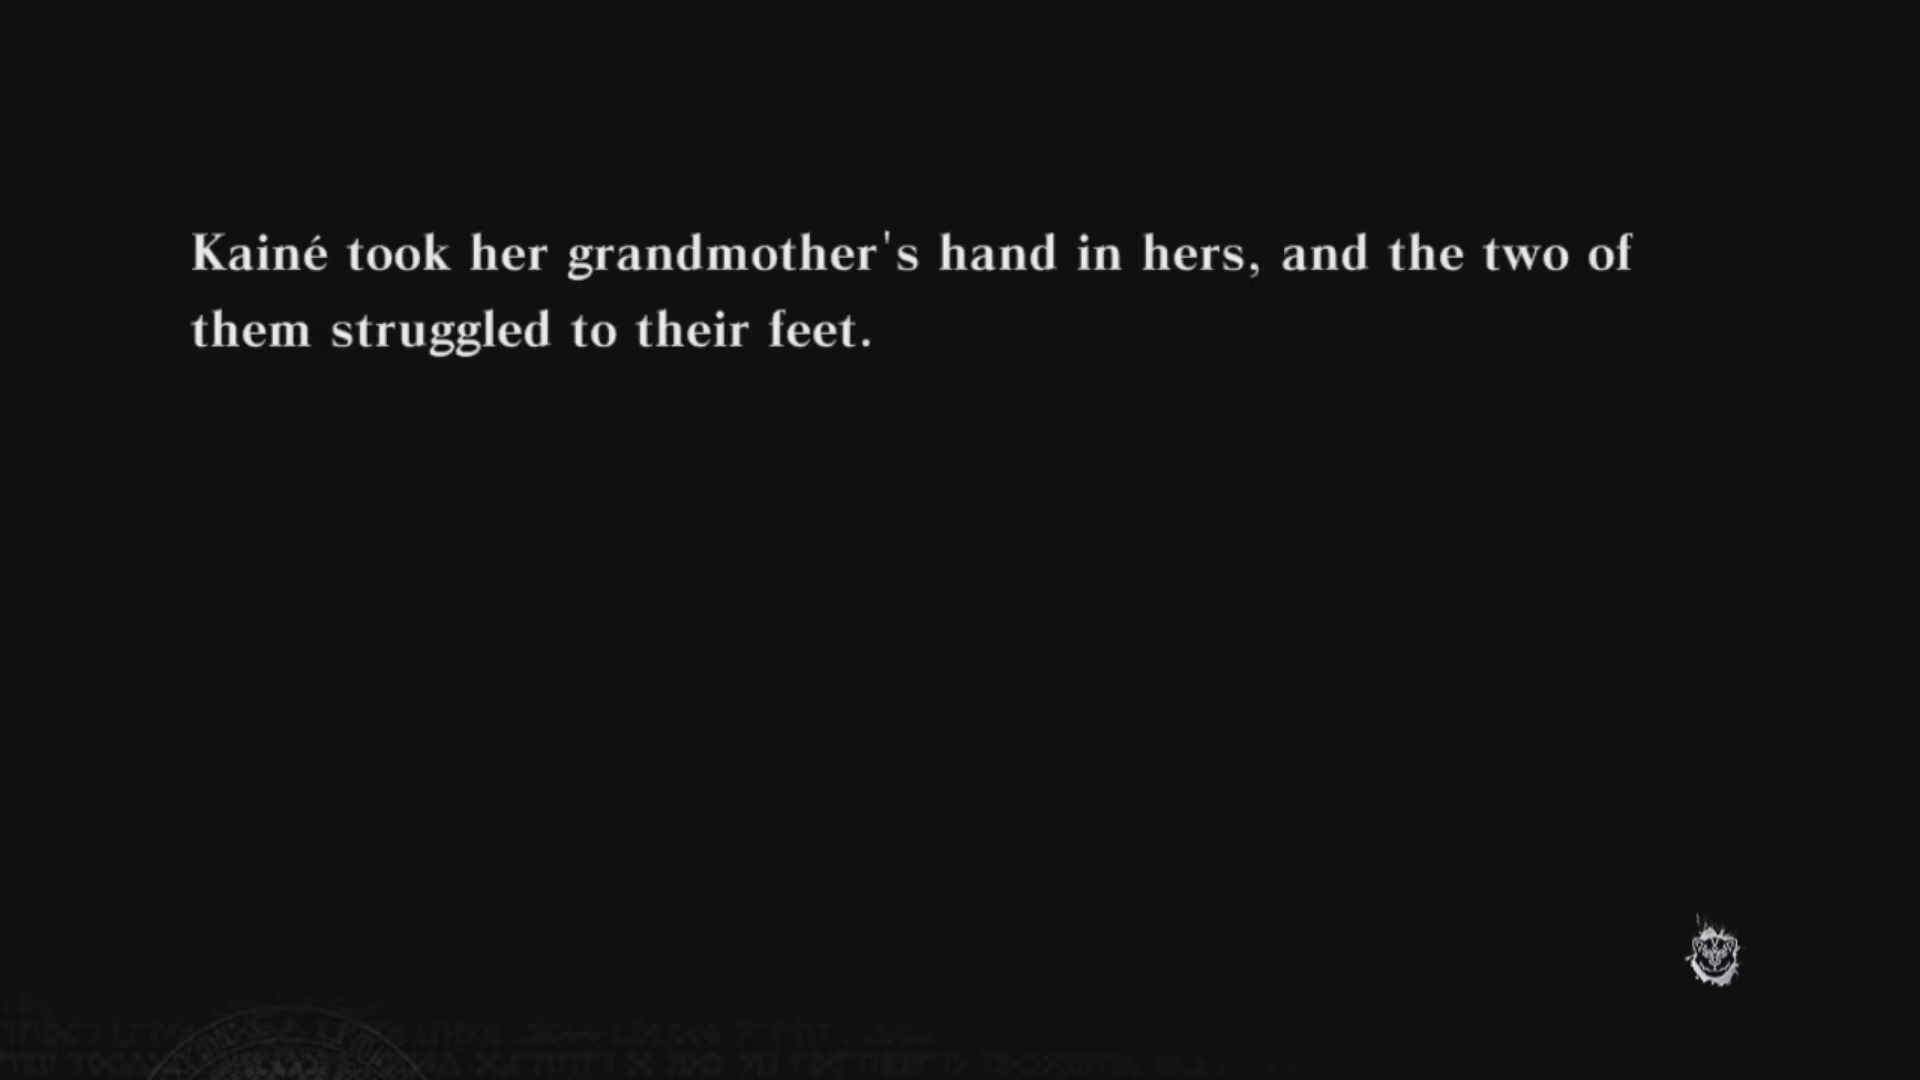 Kainé took her grandmother's hand in hers, and the two of
them struggled to their feet.